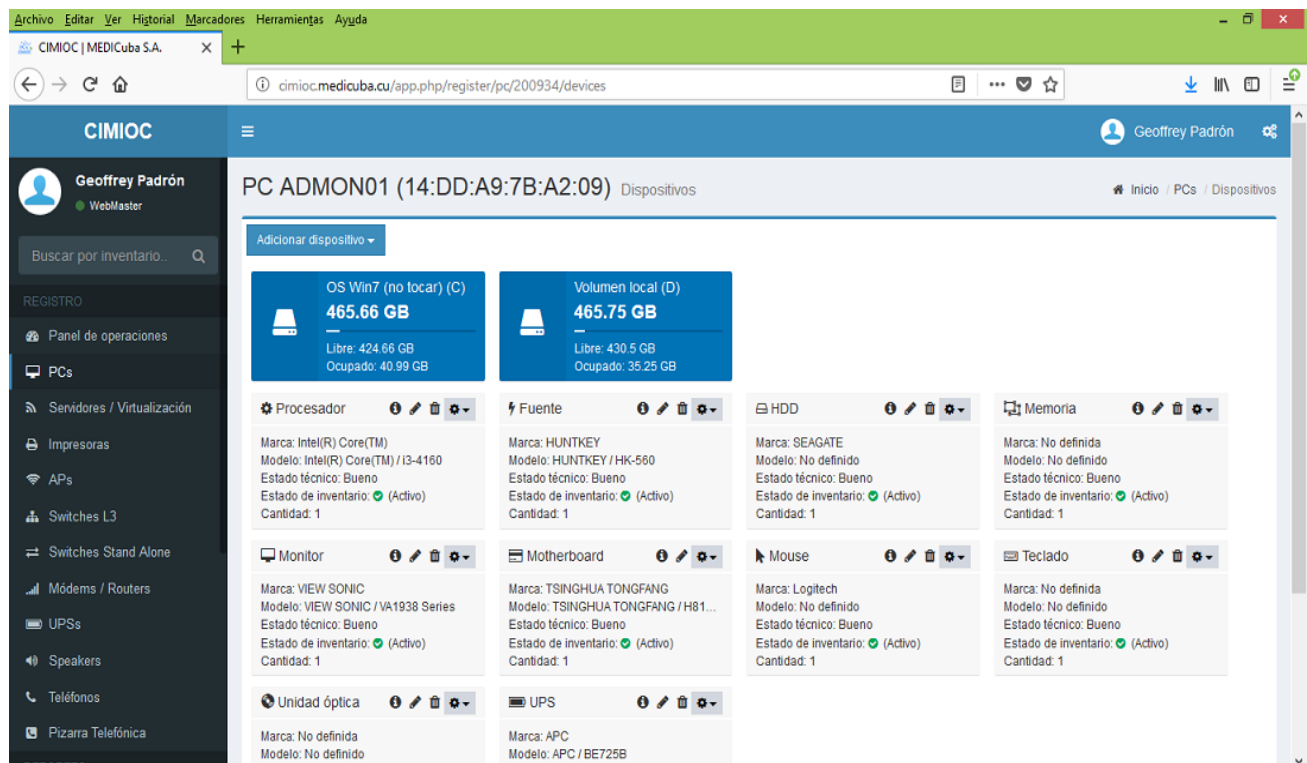 Archivo Editar Ver Historial Marcadores Herramientas Ayuda
CIMIOC | MEDICuba S.A.
cimioc.medicuba.cu/app.php/register/pc/200934/devices
CIMIOC
Geoffrey Padrón
Geoffrey Padrón
WebMaster
Buscar por inventario..
REGISTRO
Panel de operaciones
PCs
Servidores / Virtualización
Impresoras
APs
Switches L3
Switches Stand Alone
Módems / Routers
UPSs
Speakers
Teléfonos
Pizarra Telefónica
PC ADMON01 (14:DD:A9:7B:A2:09) Dispositivos
Inicio / PCs / Dispositivos
Adicionar dispositivo
OS Win7 (no tocar) (C)
465.66 GB
Libre: 424.66 GB
Ocupado: 40.99 GB
Volumen local (D)
465.75 GB
Libre: 430.5 GB
Ocupado: 35.25 GB
Procesador
Marca: Intel(R) Core(TM)
Modelo: Intel(R) Core(TM) / i3-4160
Estado técnico: Bueno
Estado de inventario: (Activo)
Cantidad: 1
Fuente
Marca: HUNTKEY
Modelo: HUNTKEY / HK-560
Estado técnico: Bueno
Estado de inventario: (Activo)
Cantidad: 1
HDD
Marca: SEAGATE
Modelo: No definido
Estado técnico: Bueno
Estado de inventario: (Activo)
Cantidad: 1
Memoria
Marca: No definida
Modelo: No definido
Estado técnico: Bueno
Estado de inventario: (Activo)
Cantidad: 1
Monitor
Marca: VIEW SONIC
Modelo: VIEW SONIC / VA1938 Series
Estado técnico: Bueno
Estado de inventario: (Activo)
Cantidad: 1
Motherboard
Marca: TSINGHUA TONGFANG
Modelo: TSINGHUA TONGFANG / H81...
Estado técnico: Bueno
Estado de inventario: (Activo)
Cantidad: 1
Mouse
Marca: Logitech
Modelo: No definido
Estado técnico: Bueno
Estado de inventario: (Activo)
Cantidad: 1
Teclado
Marca: No definida
Modelo: No definido
Estado técnico: Bueno
Estado de inventario: (Activo)
Cantidad: 1
Unidad óptica
Marca: No definida
Modelo: No definido
UPS
Marca: APC
Modelo: APC / BE725B